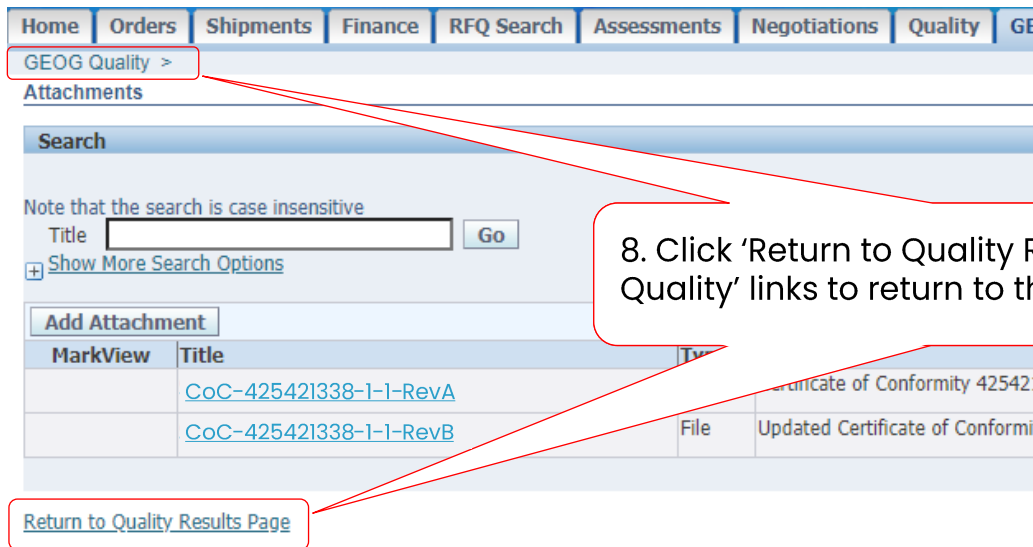 Home Orders Shipments Finance RFQ Search Assessments Negotiations Quality
GEOG Quality >
Attachments
Search
Note that the search is case insensitive
Title Go
Show More Search Options
8. Click ‘Return to Quality
Quality’ links to return to
Add Attachment
MarkView Title
CoC-425421338-1-1-RevA
of Conformity
CoC-425421338-1-1-RevB File Updated Certificate of
Return to Quality Results Page